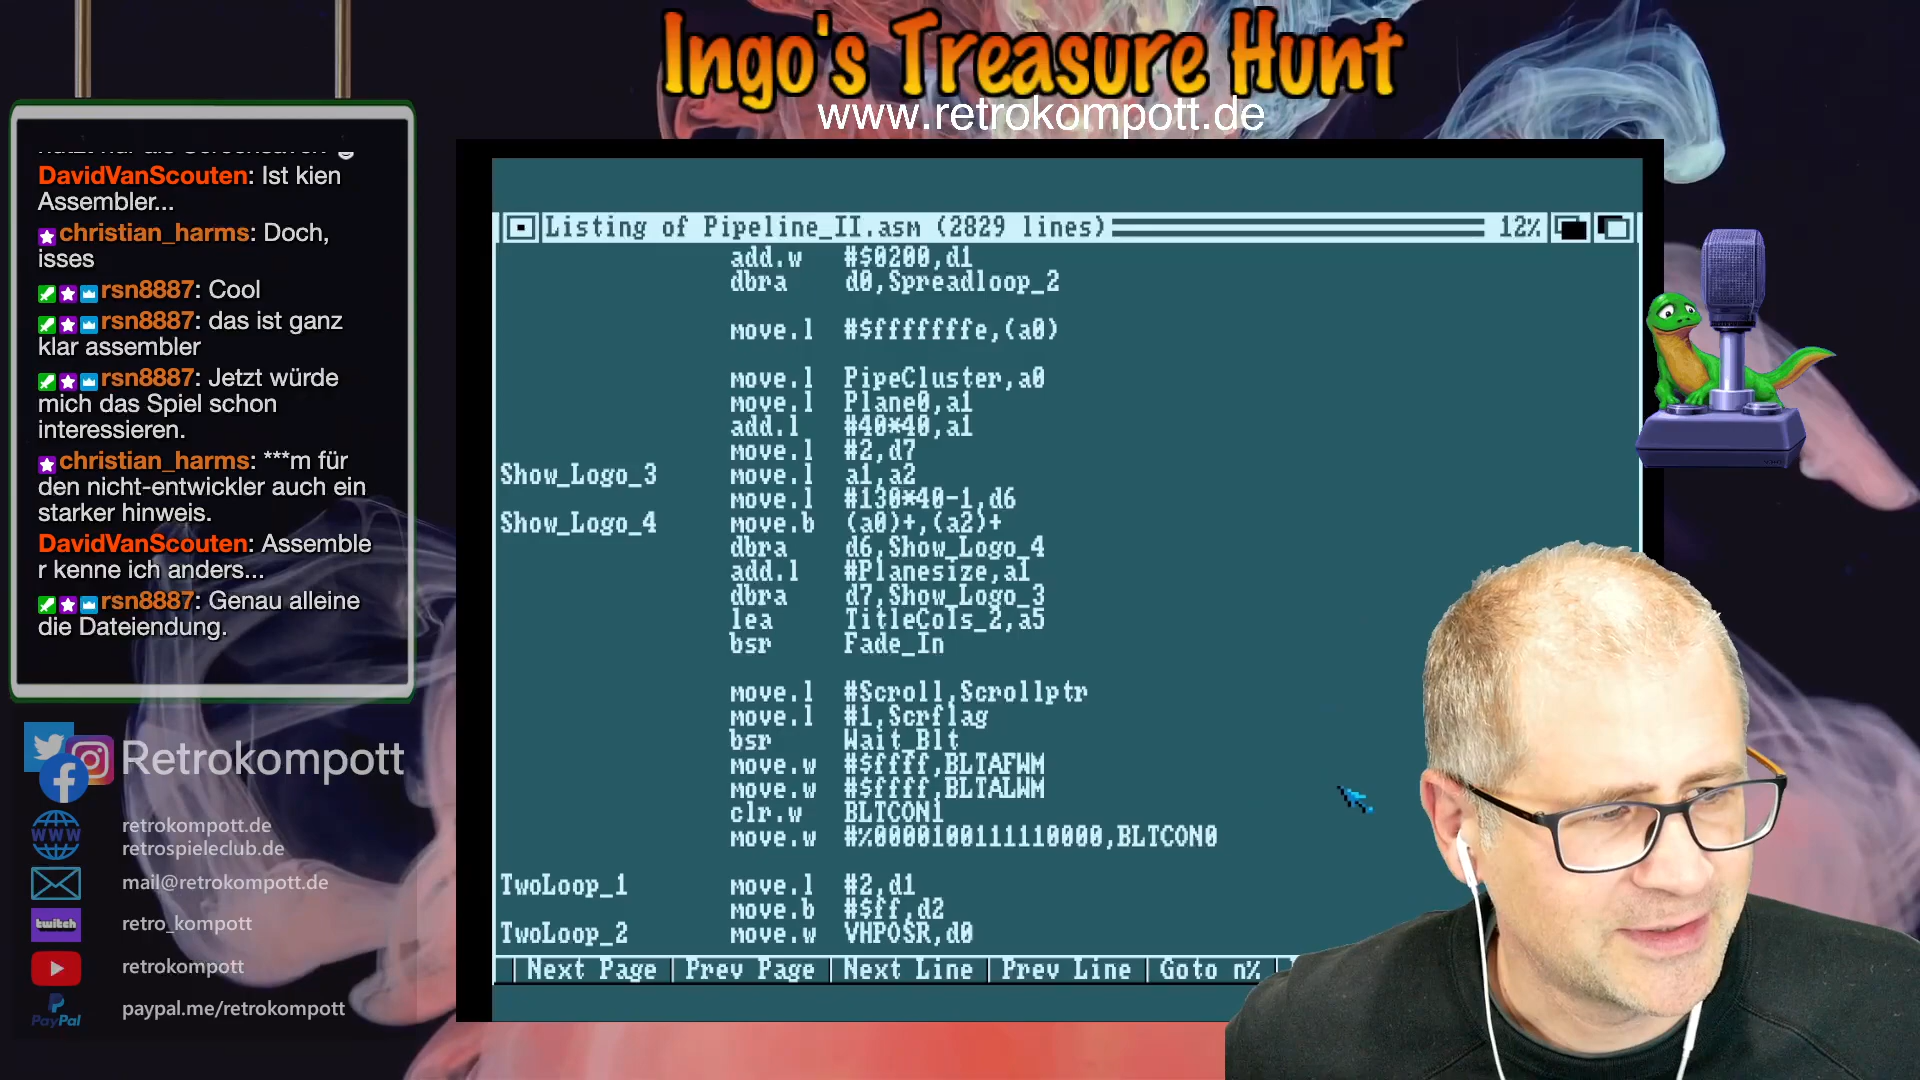 Ingo's Treasure Hunt
www.retrokompott.de
DavidVanScouten: Ist kien
Assembler...
christian_harms: Doch,
isses
rsn8887: Cool
rsn8887: das ist ganz
klar assembler
rsn8887: Jetzt würde
mich das Spiel schon
interessieren.
christian_harms: ***m für
den nicht-entwickler auch ein
starker hinweis.
DavidVanScouten: Assemble
r kenne ich anders...
rsn8887: Genau alleine
die Dateiendung.
Retrokompott
www
retrokompott.de
retrospieleclub.de
mail@retrokompott.de
twitch
retro_kompott
retrokompott
PayPal
paypal.me/retrokompott
Listing of Pipeline_II.asm (2829 lines) 12%
add.w #$0200,d1
dbra d0,Spreadloop_2
move.l #$fffffffe,(a0)
move.l PipeCluster,a0
move.l Plane0,a1
add.l #40*40,a1
move.l #2,d7
Show_Logo_3 move.l a1,a2
move.l #130*40-1,d6
Show_Logo_4 move.b (a0)+,(a2)+
dbra d6,Show_Logo_4
add.l #Planesize,a1
dbra d7,Show_Logo_3
lea TitleCols_2,a5
bsr Fade_In
move.l #Scroll,Scrollptr
move.l #1,Scrflag
bsr Wait_Blt
move.w #$ffff,BLTAFWM
move.w #$ffff,BLTALWM
clr.w BLTCON1
move.w #%0000100111110000,BLTCON0
TwoLoop_1 move.l #2,d1
move.b #$ff,d2
TwoLoop_2 move.w VHPOSR,d0
Next Page Prev Page Next Line Prev Line Goto n%